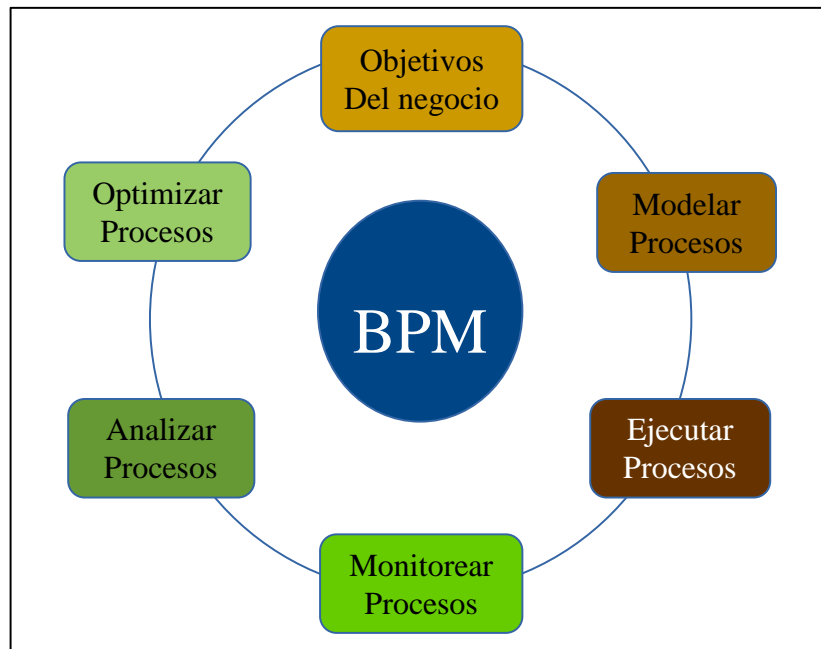 Objetivos
Del negocio
Modelar
Procesos
Ejecutar
Procesos
Monitorear
Procesos
Analizar
Procesos
Optimizar
Procesos
BPM